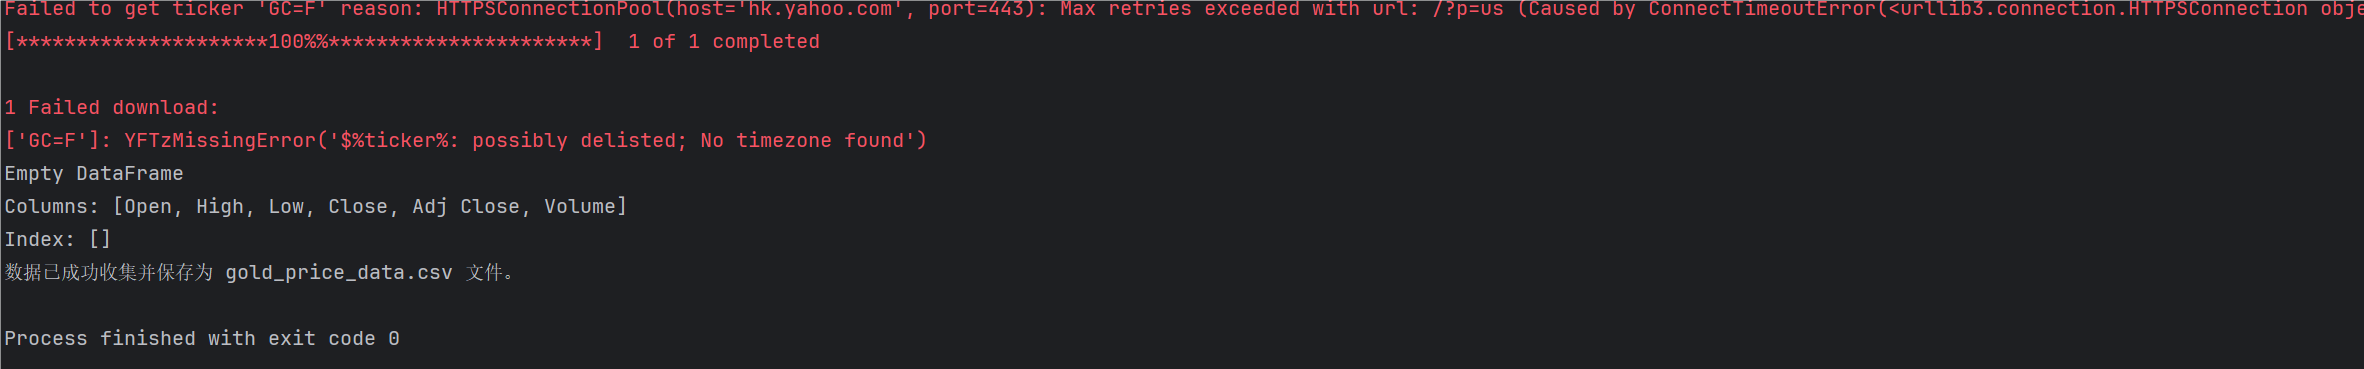 Failed to get ticker 'GC=F' reason: HTTPSConnectionPool(host='hk.yahoo.com', port=443): Max retries exceeded with url: /?p=us (Caused by ConnectTimeoutError(<urllib3.connection.HTTPSConnection obje
[*********************100%%**********************]  1 of 1 completed
1 Failed download:
['GC=F']: YFTzMissingError('$%ticker%: possibly delisted; No timezone found')
Empty DataFrame
Columns: [Open, High, Low, Close, Adj Close, Volume]
Index: []
数据已成功收集并保存为 gold_price_data.csv 文件。
Process finished with exit code 0